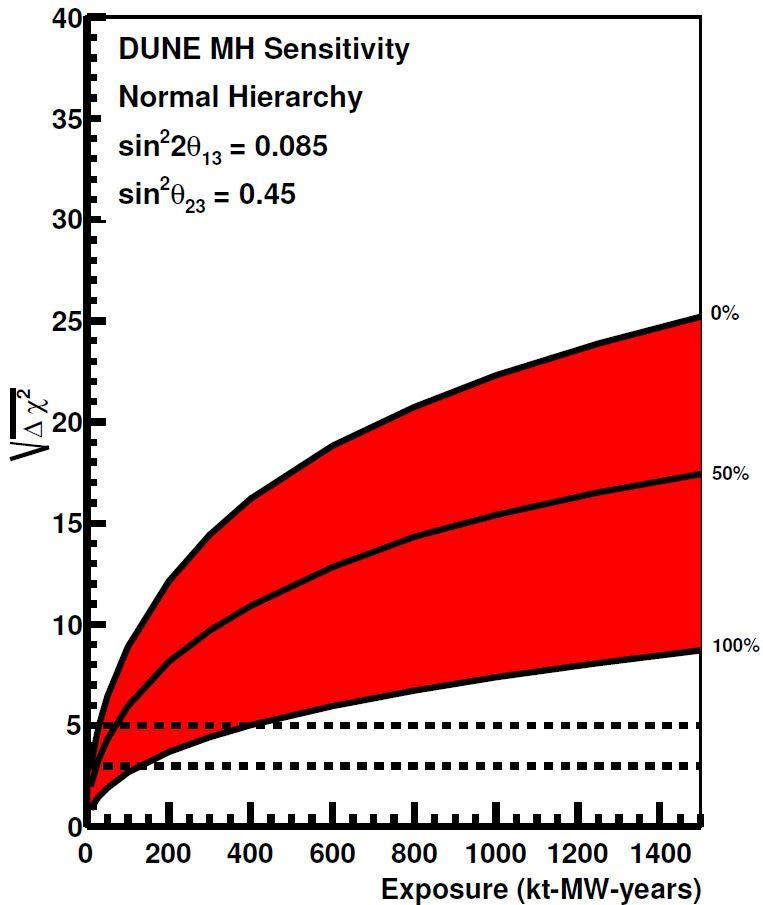 40
35
30
25
20
15
10
5
0
√Δχ²
DUNE MH Sensitivity
Normal Hierarchy
sin²2θ₁₃ = 0.085
sin²θ₂₃ = 0.45
0%
50%
100%
0 200 400 600 800 1000 1200 1400
Exposure (kt-MW-years)